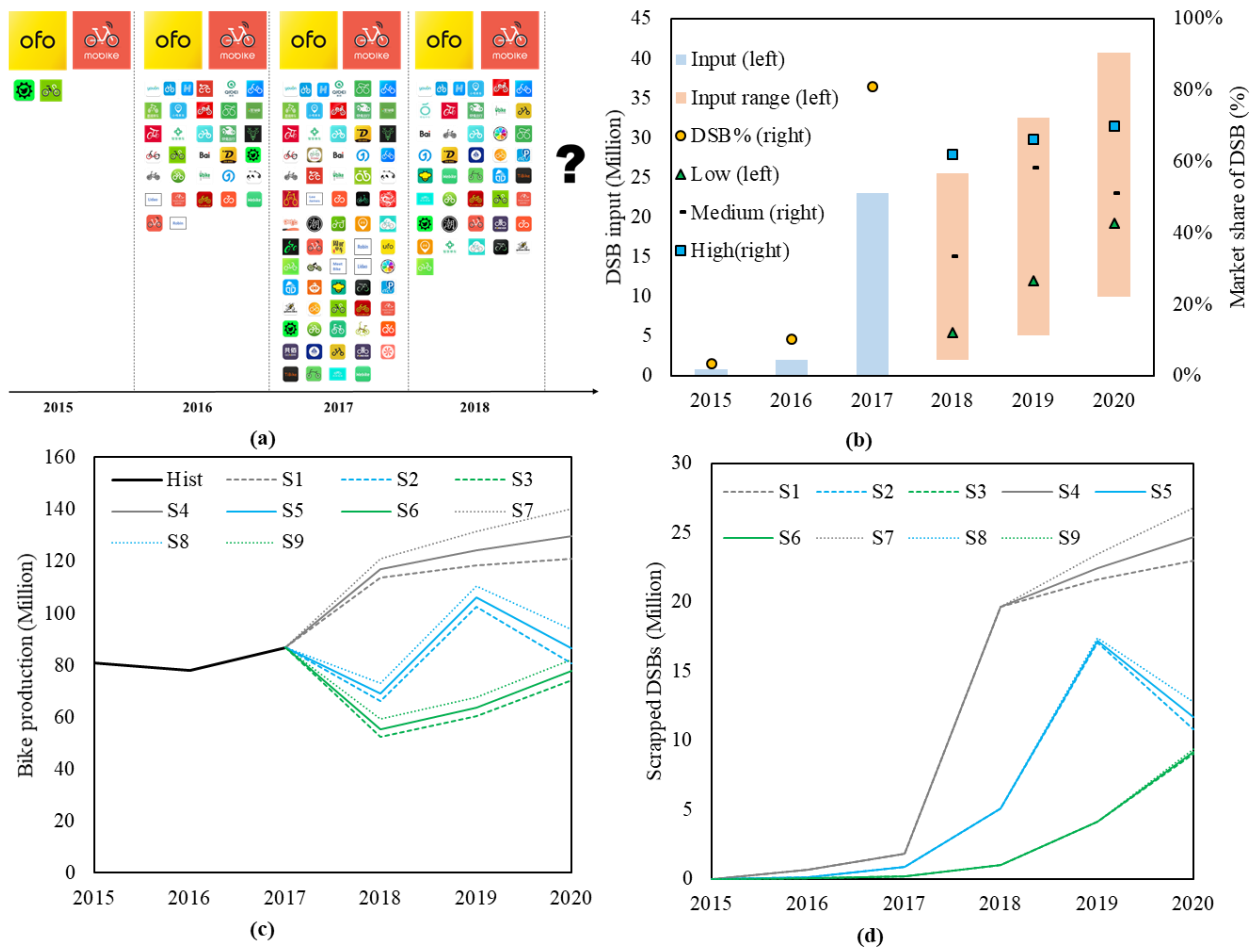 ofo
mobike
ofo
mobike
ofo
mobike
ofo
mobike
Bai
Bai
Bai
ufo
?
2015
2016
2017
2018
(a)
45
40
35
30
25
20
15
10
5
0
DSB input (Million)
Input (left)
Input range (left)
DSB% (right)
Low (left)
Medium (right)
High(right)
100%
80%
60%
40%
20%
0%
Market share of DSB (%)
2015
2016
2017
2018
2019
2020
(b)
160
140
120
100
80
60
40
20
0
Bike production (Million)
Hist
S1
S2
S3
S4
S5
S6
S7
S8
S9
2015
2016
2017
2018
2019
2020
(c)
30
25
20
15
10
5
0
Scrapped DSBs (Million)
S1
S2
S3
S4
S5
S6
S7
S8
S9
2015
2016
2017
2018
2019
2020
(d)